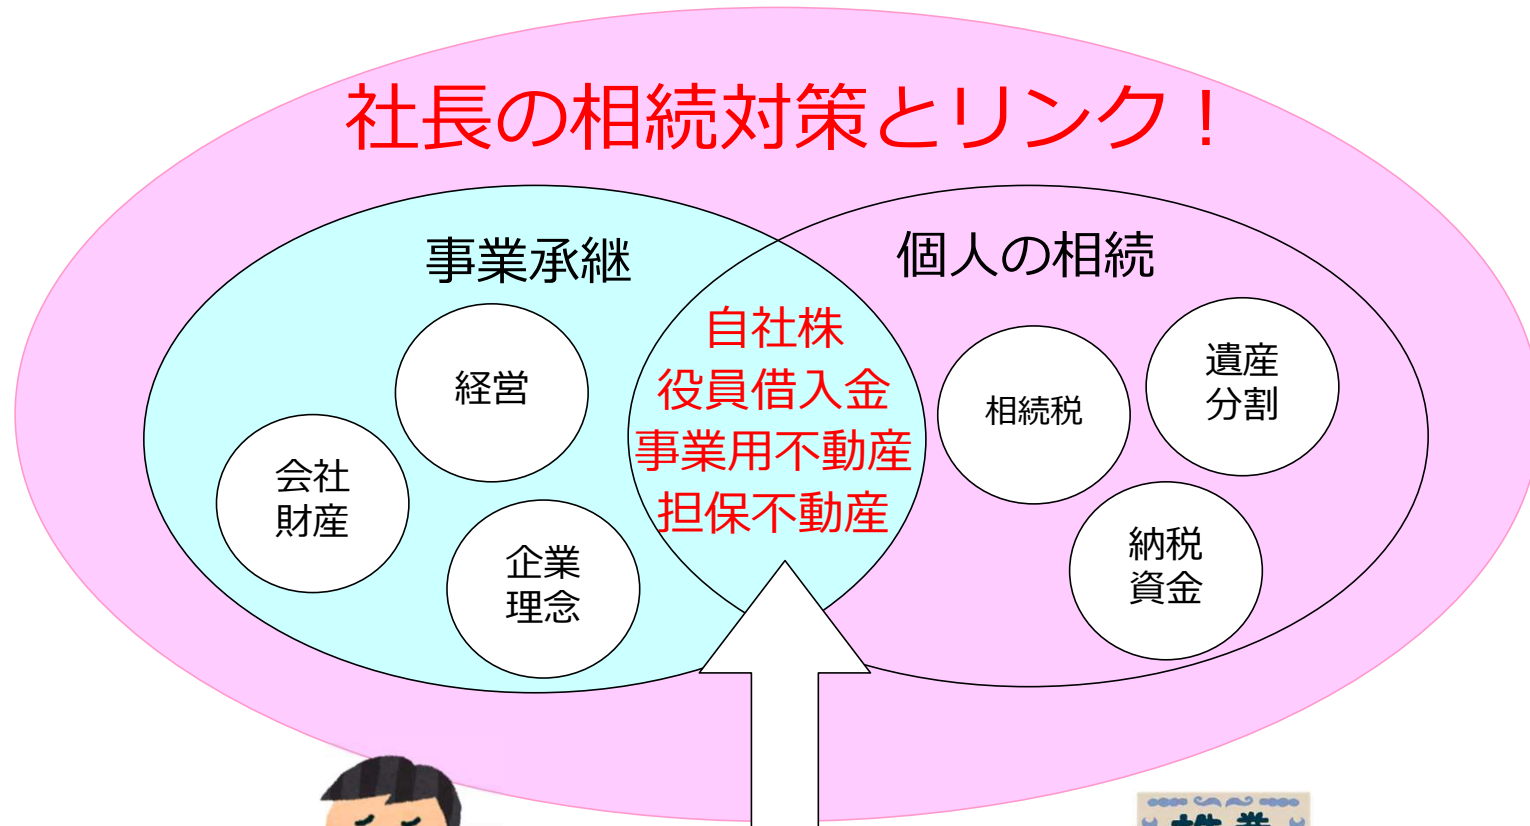 社長の相続対策とリンク！
事業承継
個人の相続
自社株
役員借入金
事業用不動産
担保不動産
経営
会社
財産
企業
理念
相続税
遺産
分割
納税
資金